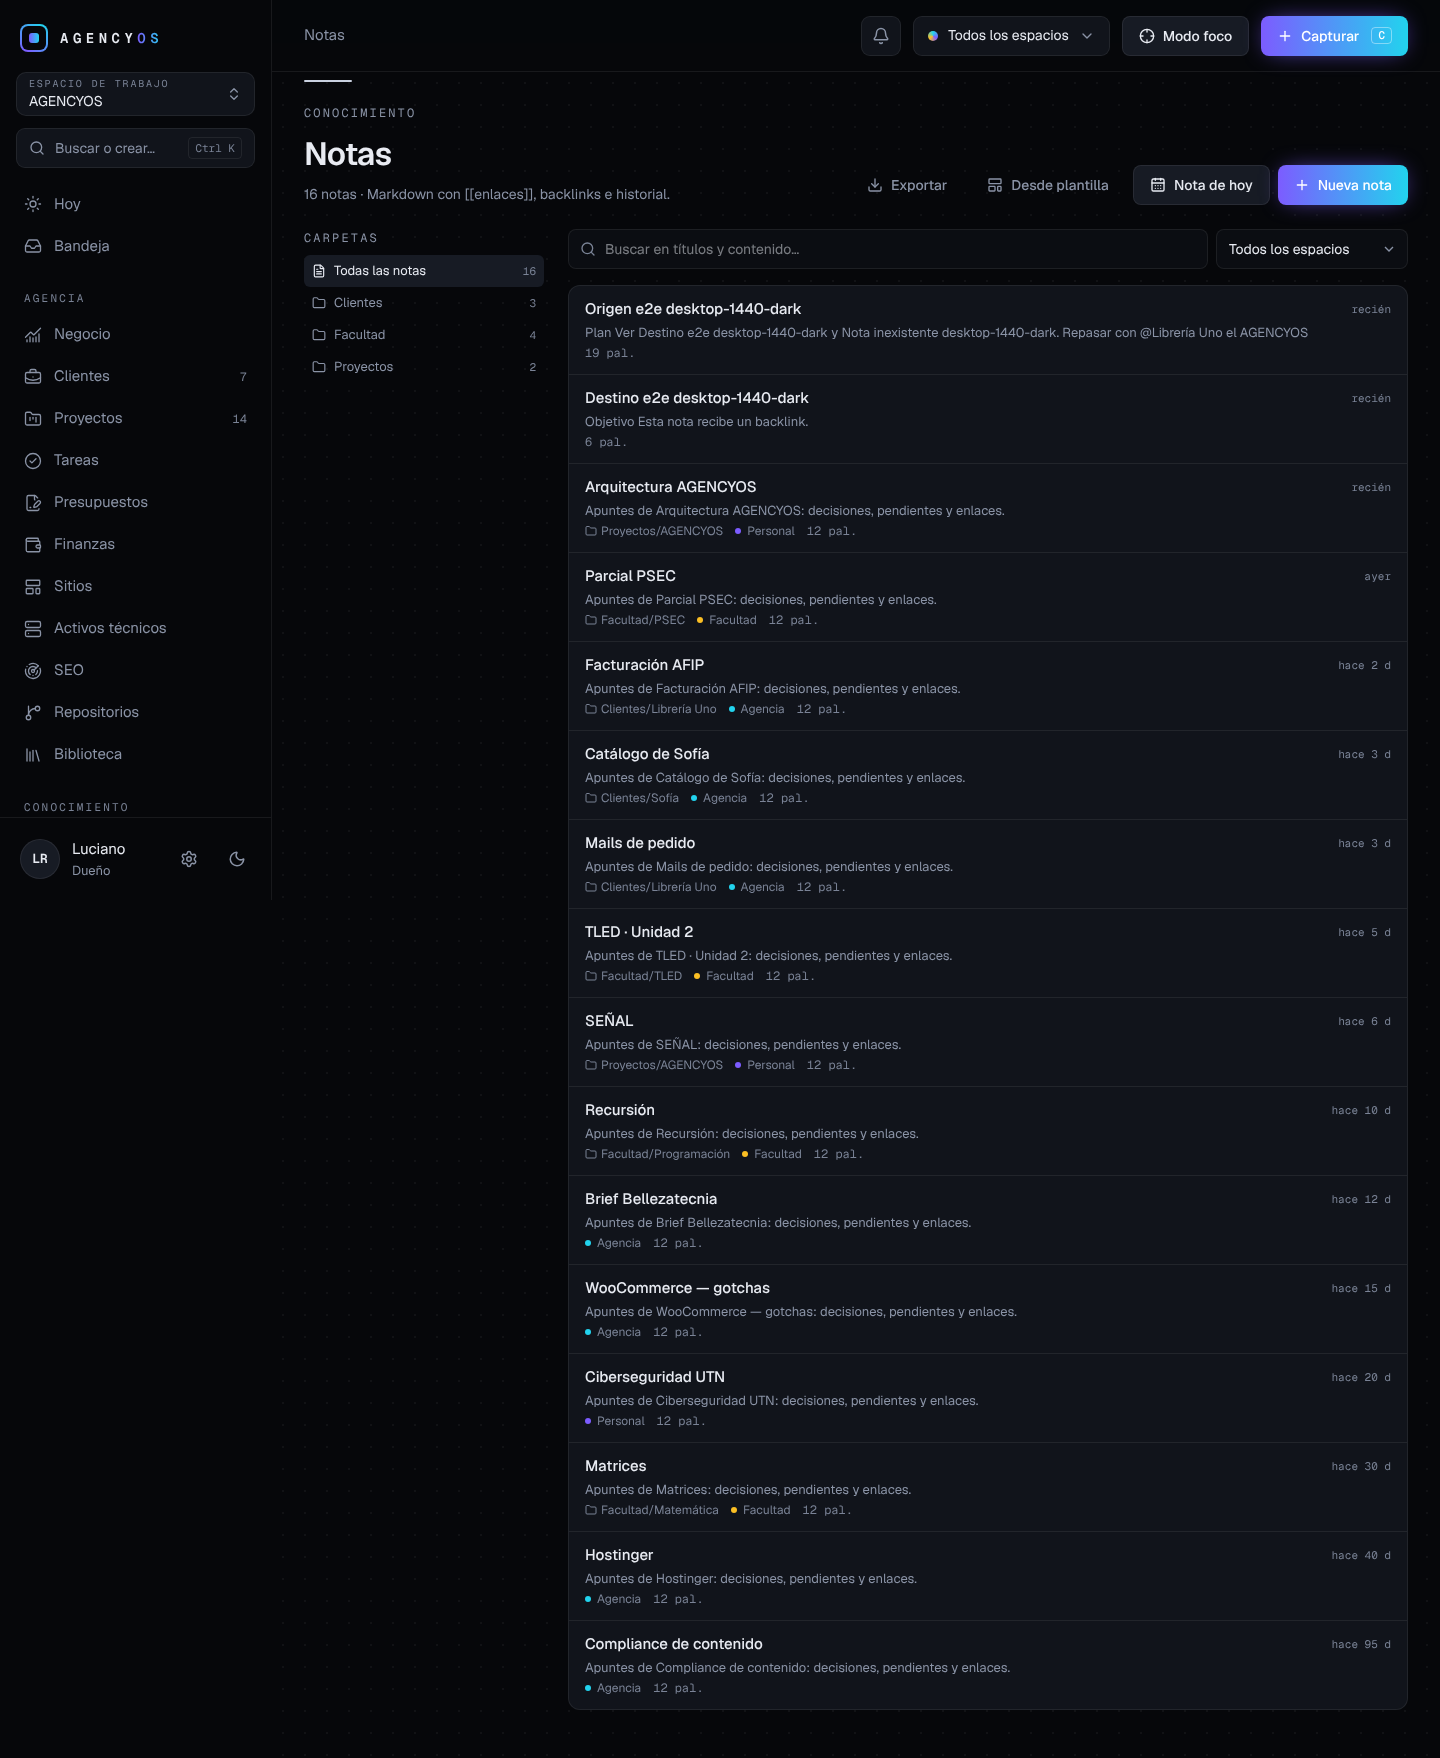 AGENCYOS
ESPACIO DE TRABAJO
AGENCYOS
Buscar o crear...
Ctrl K
Hoy
Bandeja
AGENCIA
Negocio
Clientes 7
Proyectos 14
Tareas
Presupuestos
Finanzas
Sitios
Activos técnicos
SEO
Repositorios
Biblioteca
CONOCIMIENTO
LR
Luciano
Dueño
Notas
Todos los espacios
Modo foco
Capturar C
CONOCIMIENTO
Notas
16 notas · Markdown con [[enlaces]], backlinks e historial.
Exportar
Desde plantilla
Nota de hoy
Nueva nota
CARPETAS
Todas las notas 16
Clientes 3
Facultad 4
Proyectos 2
Buscar en títulos y contenido...
Todos los espacios
Origen e2e desktop-1440-dark recién
Plan Ver Destino e2e desktop-1440-dark y Nota inexistente desktop-1440-dark. Repasar con @Librería Uno el AGENCYOS
19 pal.
Destino e2e desktop-1440-dark recién
Objetivo Esta nota recibe un backlink.
6 pal.
Arquitectura AGENCYOS recién
Apuntes de Arquitectura AGENCYOS: decisiones, pendientes y enlaces.
Proyectos/AGENCYOS Personal 12 pal.
Parcial PSEC ayer
Apuntes de Parcial PSEC: decisiones, pendientes y enlaces.
Facultad/PSEC Facultad 12 pal.
Facturación AFIP hace 2 d
Apuntes de Facturación AFIP: decisiones, pendientes y enlaces.
Clientes/Librería Uno Agencia 12 pal.
Catálogo de Sofía hace 3 d
Apuntes de Catálogo de Sofía: decisiones, pendientes y enlaces.
Clientes/Sofía Agencia 12 pal.
Mails de pedido hace 3 d
Apuntes de Mails de pedido: decisiones, pendientes y enlaces.
Clientes/Librería Uno Agencia 12 pal.
TLED · Unidad 2 hace 5 d
Apuntes de TLED · Unidad 2: decisiones, pendientes y enlaces.
Facultad/TLED Facultad 12 pal.
SEÑAL hace 6 d
Apuntes de SEÑAL: decisiones, pendientes y enlaces.
Proyectos/AGENCYOS Personal 12 pal.
Recursión hace 10 d
Apuntes de Recursión: decisiones, pendientes y enlaces.
Facultad/Programación Facultad 12 pal.
Brief Bellezatecnia hace 12 d
Apuntes de Brief Bellezatecnia: decisiones, pendientes y enlaces.
Agencia 12 pal.
WooCommerce — gotchas hace 15 d
Apuntes de WooCommerce — gotchas: decisiones, pendientes y enlaces.
Agencia 12 pal.
Ciberseguridad UTN hace 20 d
Apuntes de Ciberseguridad UTN: decisiones, pendientes y enlaces.
Personal 12 pal.
Matrices hace 30 d
Apuntes de Matrices: decisiones, pendientes y enlaces.
Facultad/Matemática Facultad 12 pal.
Hostinger hace 40 d
Apuntes de Hostinger: decisiones, pendientes y enlaces.
Agencia 12 pal.
Compliance de contenido hace 95 d
Apuntes de Compliance de contenido: decisiones, pendientes y enlaces.
Agencia 12 pal.